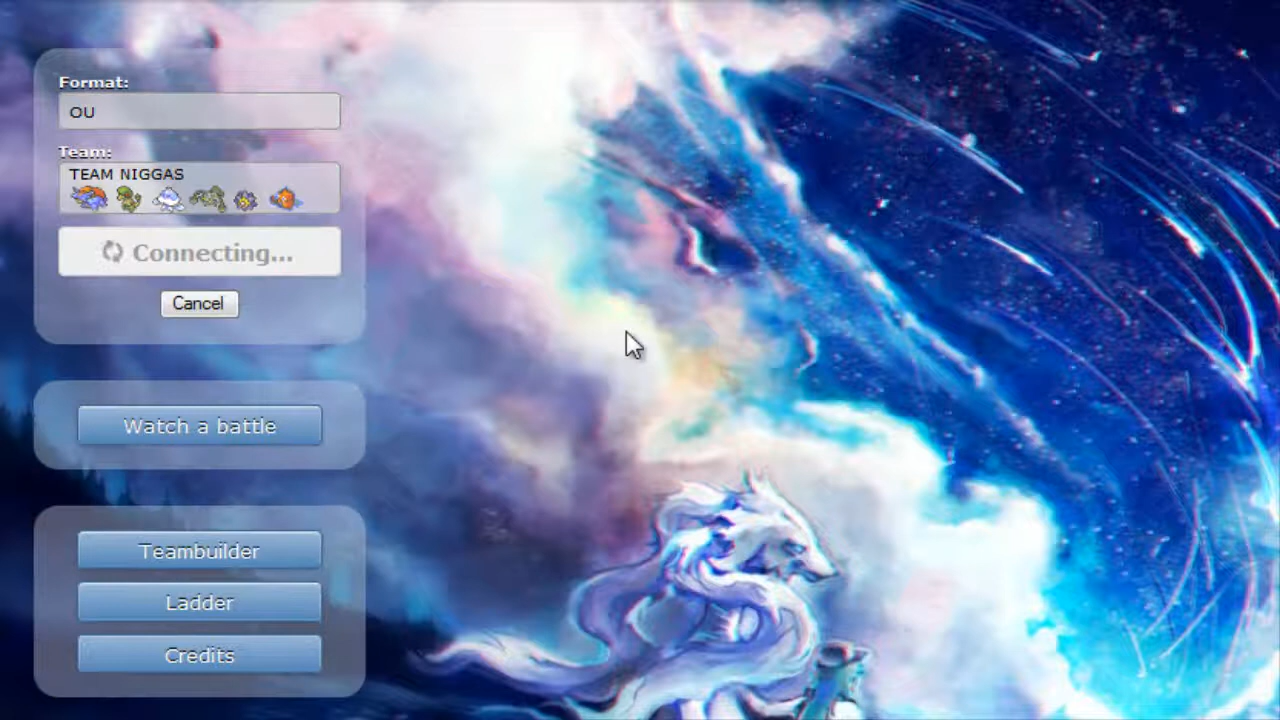 Format:
OU
Team:
TEAM NIGGAS
Connecting...
Cancel
Watch a battle
Teambuilder
Ladder
Credits